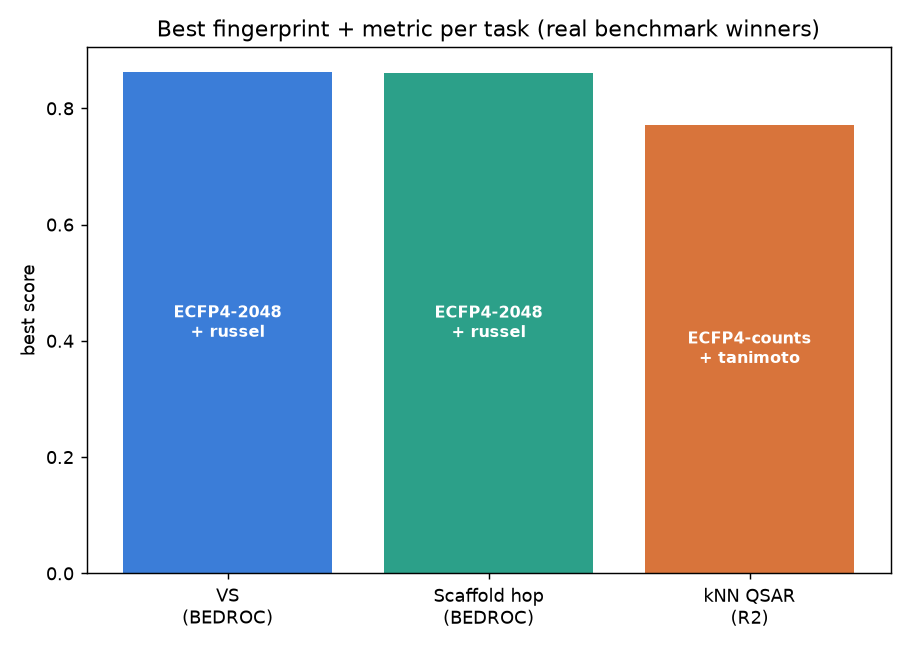 Best fingerprint + metric per task (real benchmark winners)
best score
0.8
0.6
0.4
0.2
0.0
ECFP4-2048
+ russel
ECFP4-2048
+ russel
ECFP4-counts
+ tanimoto
VS
(BEDROC)
Scaffold hop
(BEDROC)
kNN QSAR
(R2)